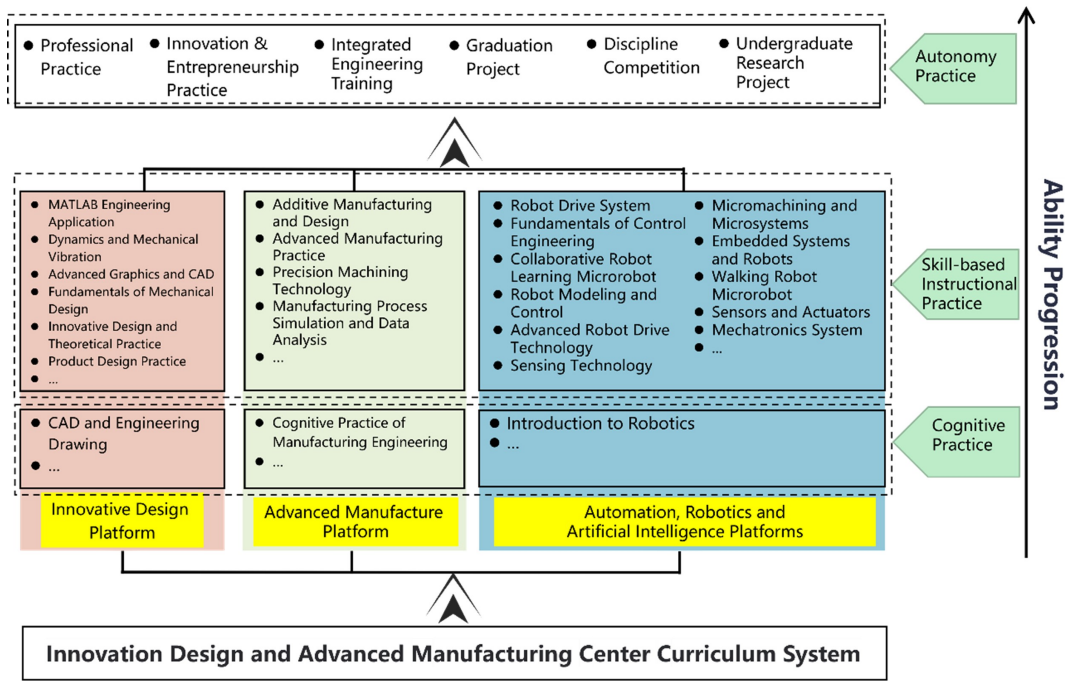 ● Professional Practice
● Innovation & Entrepreneurship Practice
● Integrated Engineering Training
● Graduation Project
● Discipline Competition
● Undergraduate Research Project
Autonomy Practice
● MATLAB Engineering
Application
● Dynamics and Mechanical
Vibration
● Advanced Graphics and CAD
● Fundamentals of Mechanical
Design
● Innovative Design and
Theoretical Practice
● Product Design Practice
● ...
● Additive Manufacturing
and Design
● Advanced Manufacturing
Practice
● Precision Machining
Technology
● Manufacturing Process
Simulation and Data
Analysis
● ...
● Robot Drive System
● Fundamentals of Control
Engineering
● Collaborative Robot
Learning Microrobot
● Robot Modeling and
Control
● Advanced Robot Drive
Technology
● Sensing Technology
● Micromachining and
Microsystems
● Embedded Systems
and Robots
● Walking Robot
Microrobot
● Sensors and Actuators
● Mechatronics System
● ...
Skill-based
Instructional
Practice
● CAD and Engineering
Drawing
● ...
● Cognitive Practice of
Manufacturing Engineering
● ...
● Introduction to Robotics
● ...
Cognitive
Practice
Innovative Design
Platform
Advanced Manufacture
Platform
Automation, Robotics and
Artificial Intelligence Platforms
Ability Progression
Innovation Design and Advanced Manufacturing Center Curriculum System